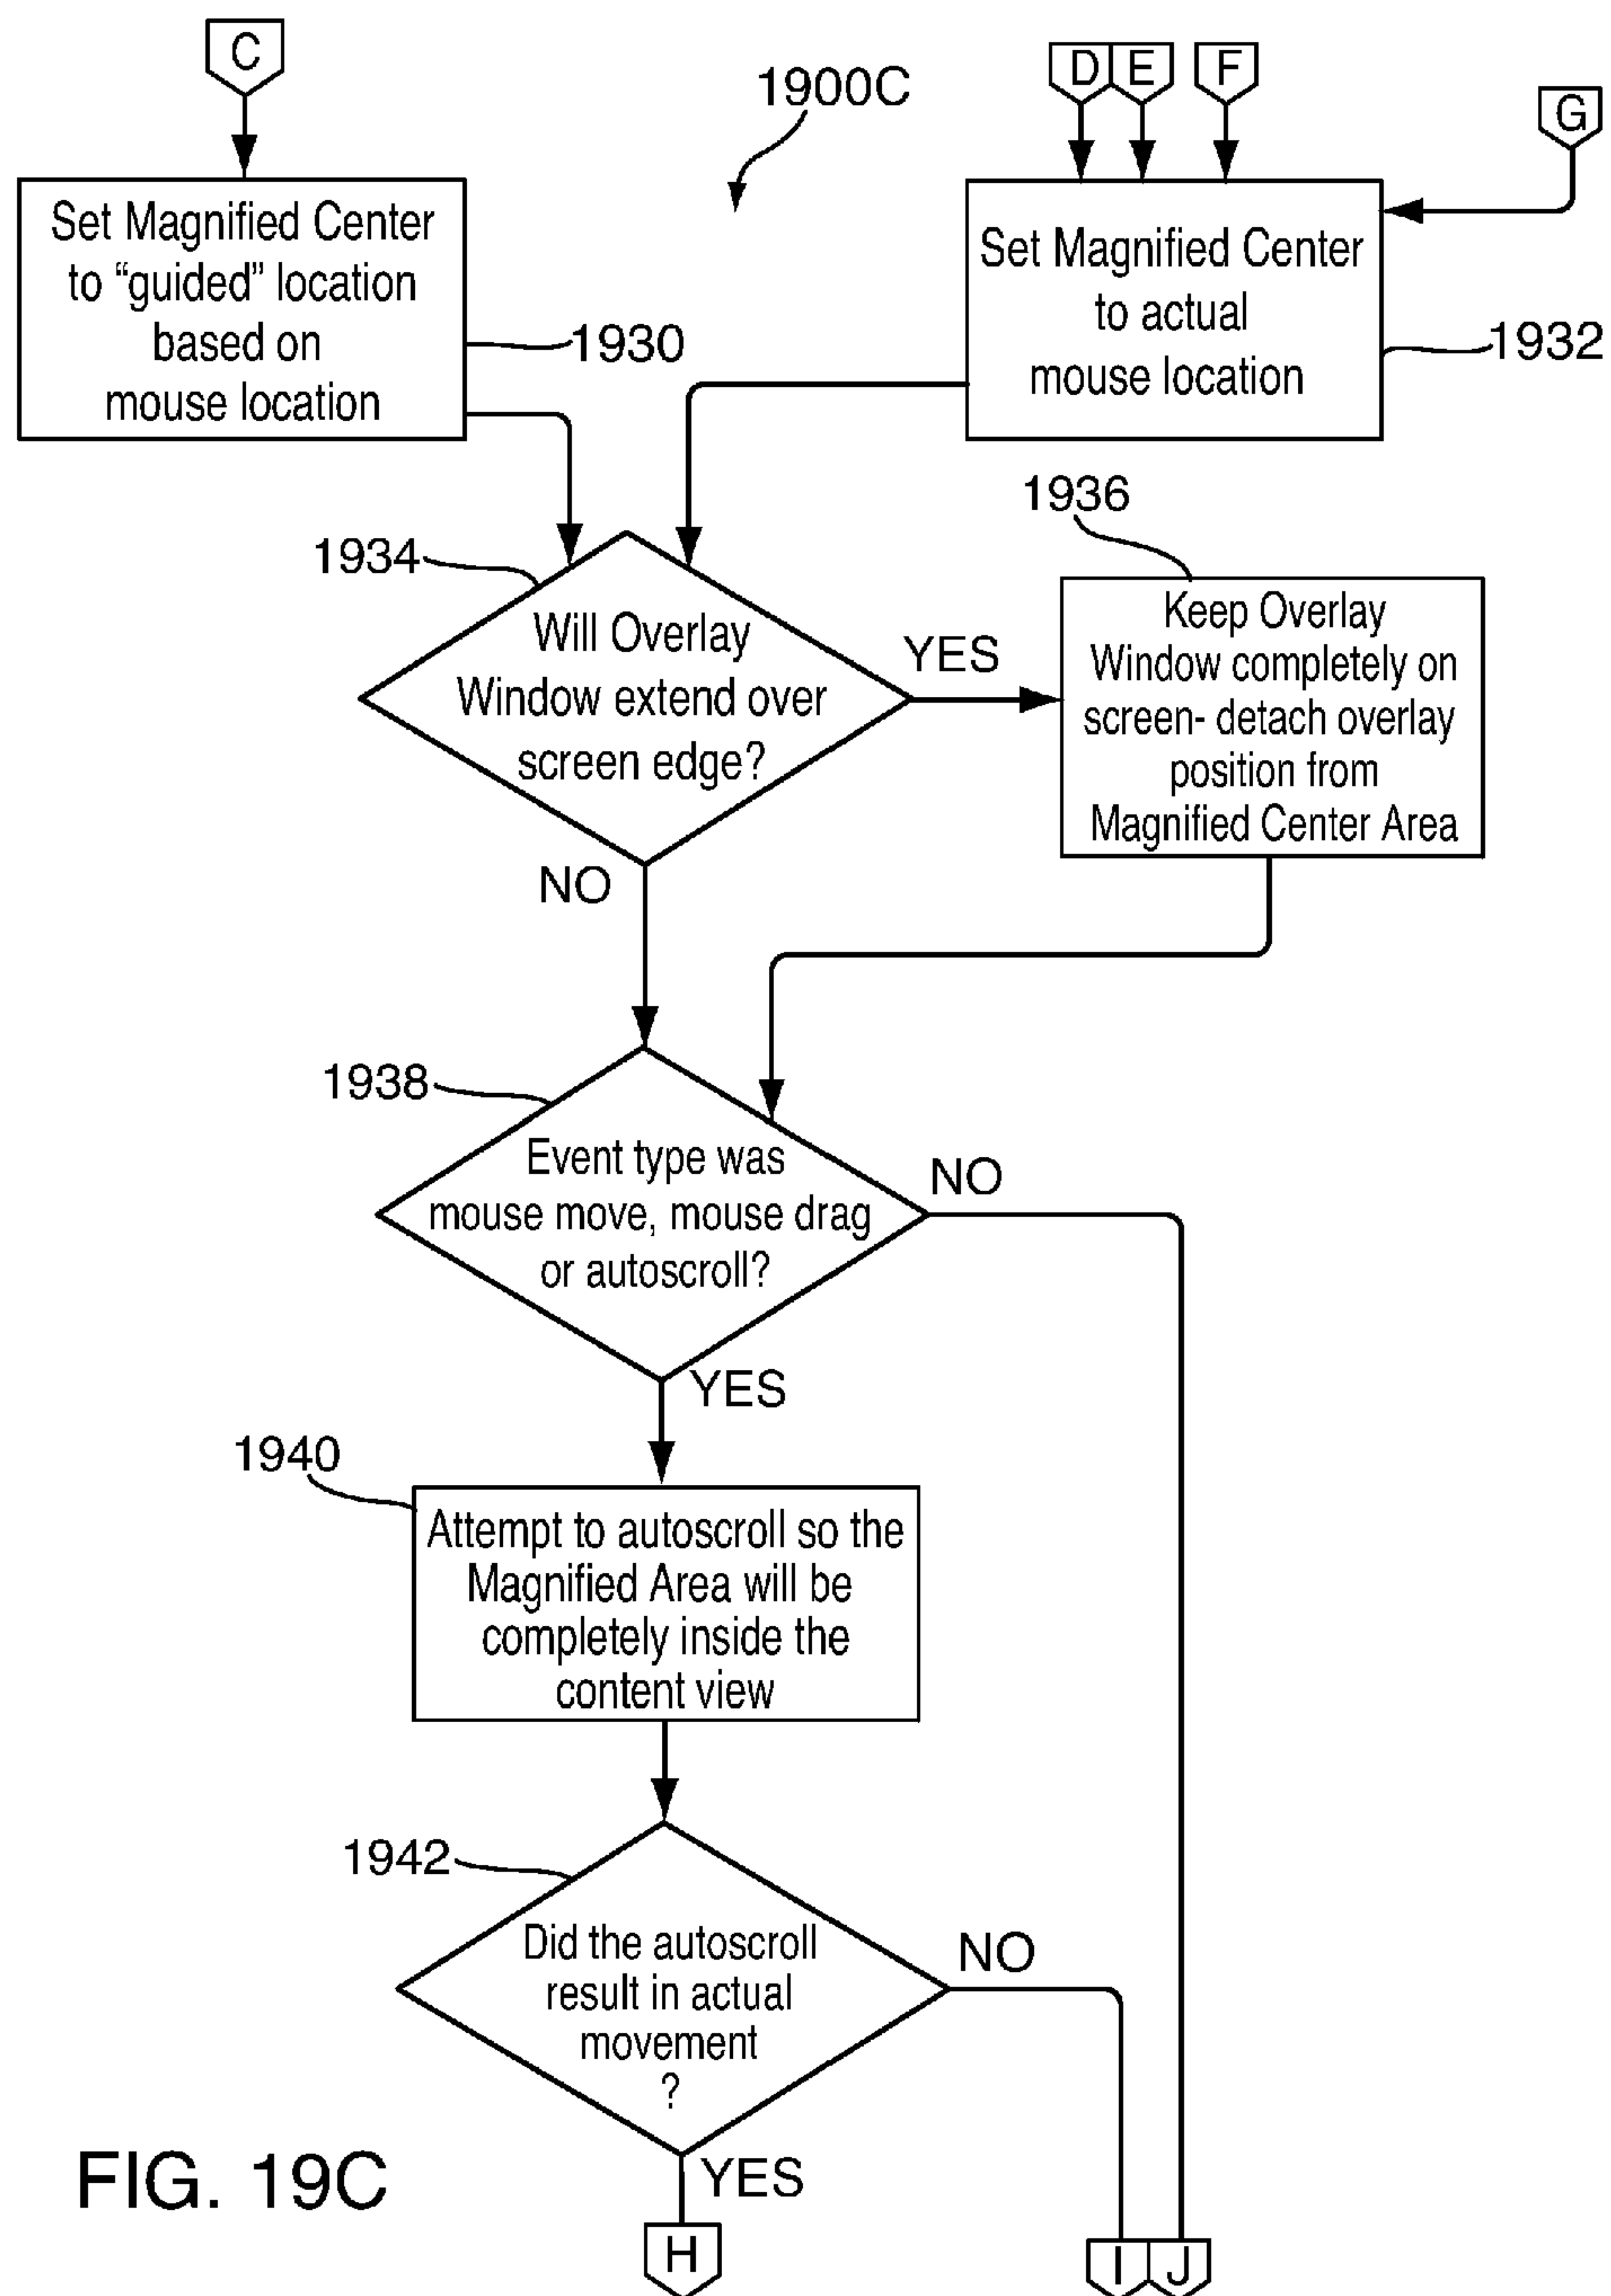 C
D E F
G
1900C
Set Magnified Center
to “guided” location
based on
mouse location
1930
Set Magnified Center
to actual
mouse location
1932
1934
Will Overlay
Window extend over
screen edge?
YES
NO
1936
Keep Overlay
Window completely on
screen- detach overlay
position from
Magnified Center Area
1938
Event type was
mouse move, mouse drag
or autoscroll?
NO
YES
1940
Attempt to autoscroll so the
Magnified Area will be
completely inside the
content view
1942
Did the autoscroll
result in actual
movement
?
NO
YES
H
I J
FIG. 19C